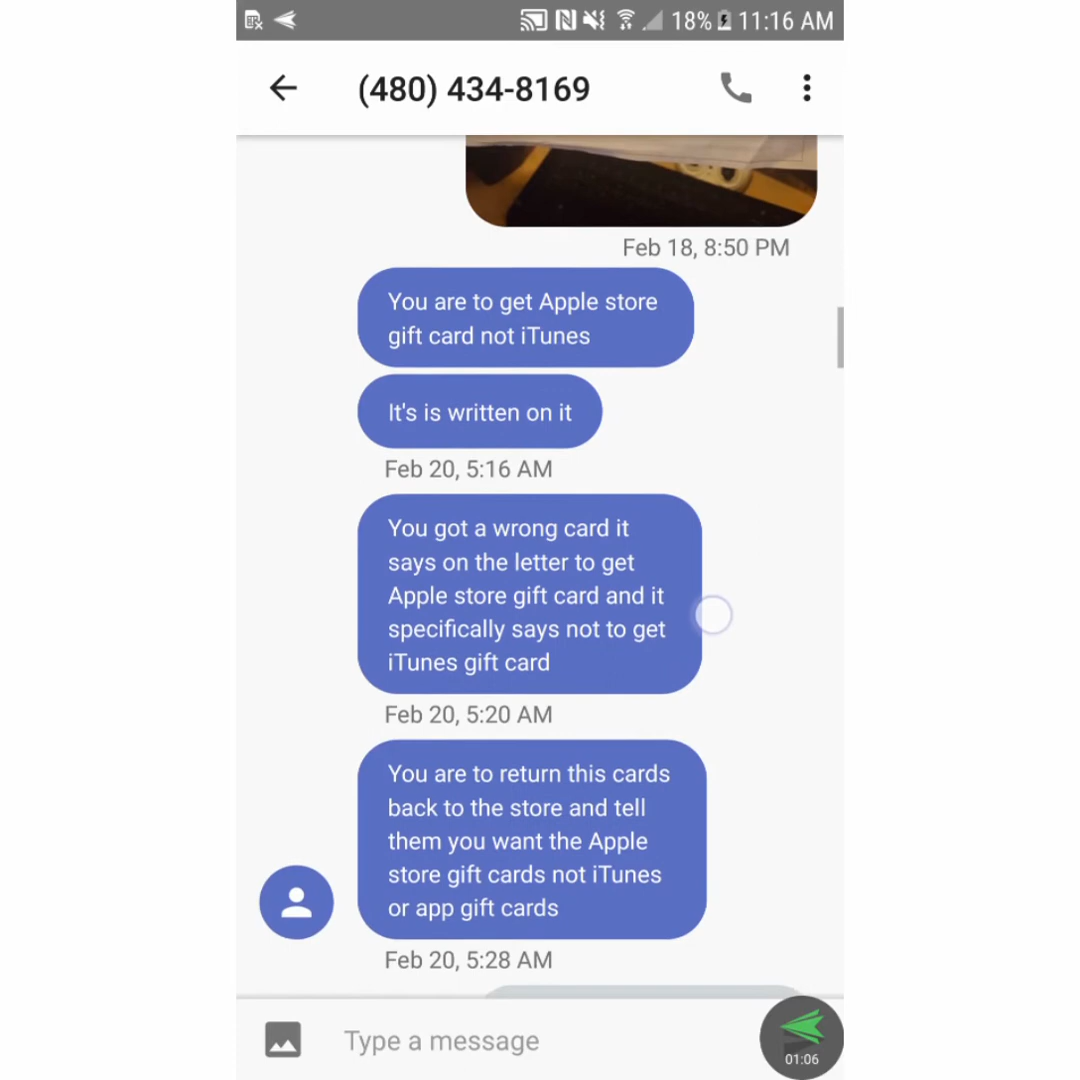 18% 11:16 AM
(480) 434-8169
Feb 18, 8:50 PM
You are to get Apple store
gift card not iTunes
It's is written on it
Feb 20, 5:16 AM
You got a wrong card it
says on the letter to get
Apple store gift card and it
specifically says not to get
iTunes gift card
Feb 20, 5:20 AM
You are to return this cards
back to the store and tell
them you want the Apple
store gift cards not iTunes
or app gift cards
Feb 20, 5:28 AM
Type a message
01:06